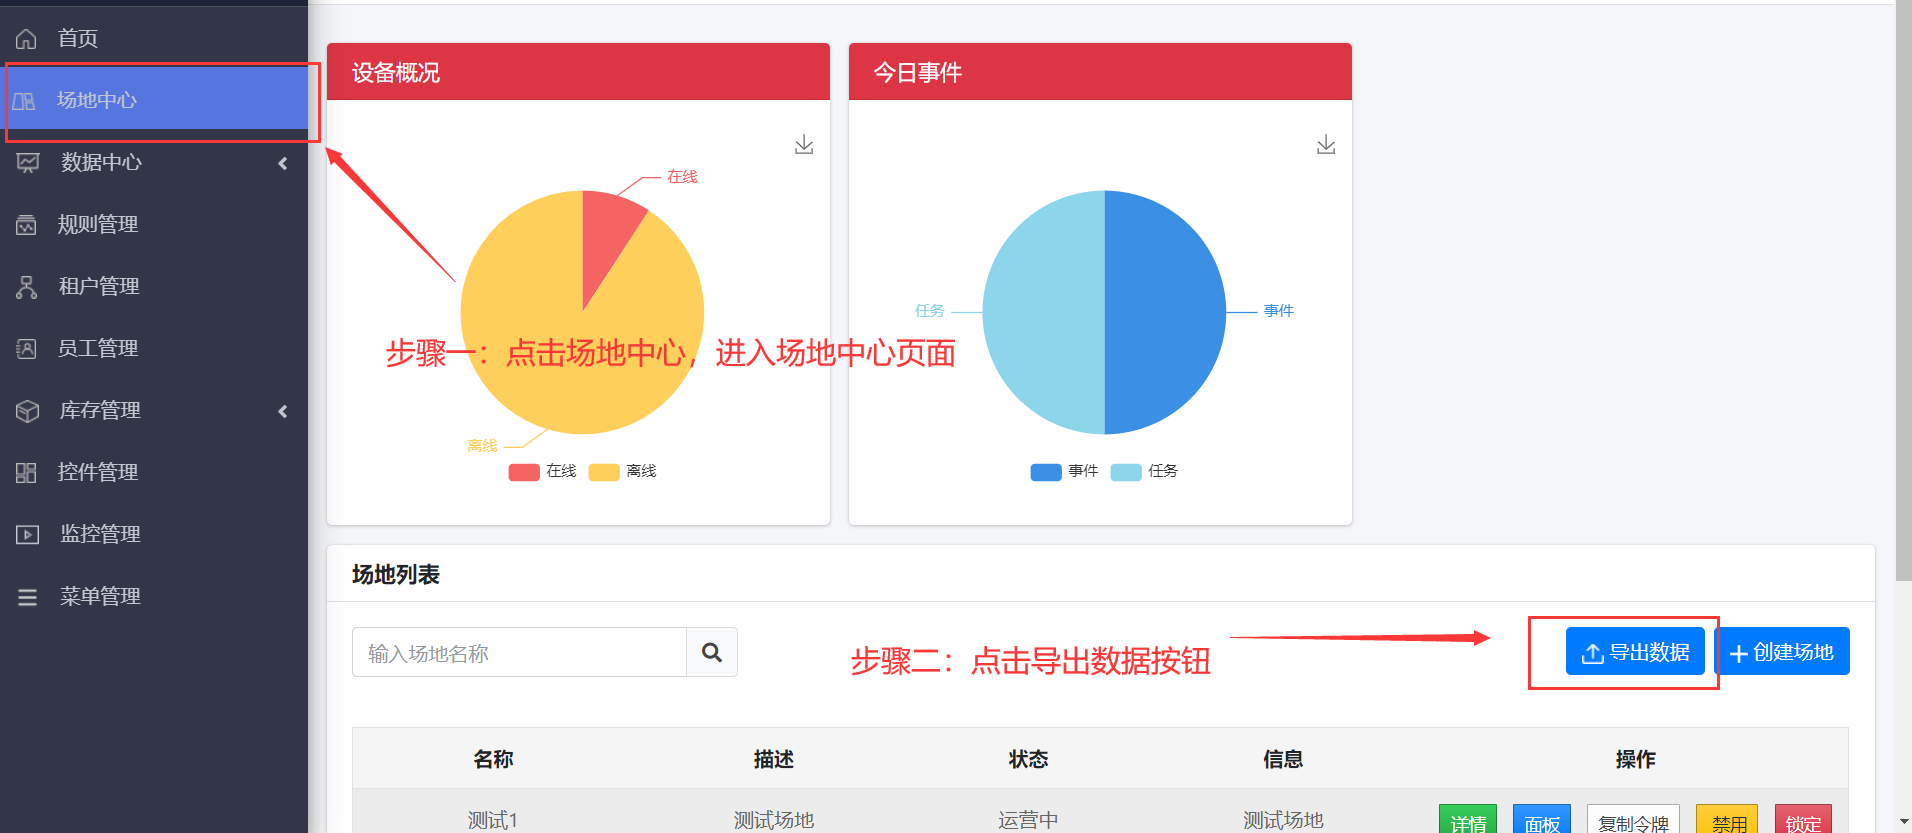 首页
场地中心
数据中心
规则管理
租户管理
员工管理
库存管理
控件管理
监控管理
菜单管理
设备概况
在线
离线
在线 离线
今日事件
任务
事件
事件 任务
步骤一：点击场地中心，进入场地中心页面
场地列表
输入场地名称
步骤二：点击导出数据按钮
导出数据
创建场地
名称 描述 状态 信息 操作
测试1 测试场地 运营中 测试场地 详情 面板 复制令牌 禁用 锁定